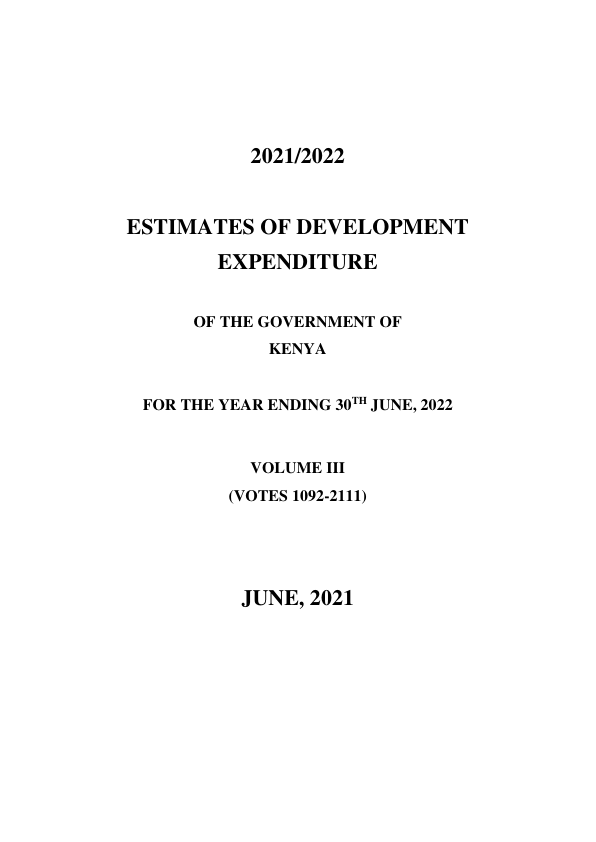 2021/2022
ESTIMATES OF DEVELOPMENT
EXPENDITURE
OF THE GOVERNMENT OF
KENYA
FOR THE YEAR ENDING 30TH JUNE, 2022
VOLUME III
(VOTES 1092-2111)
JUNE, 2021